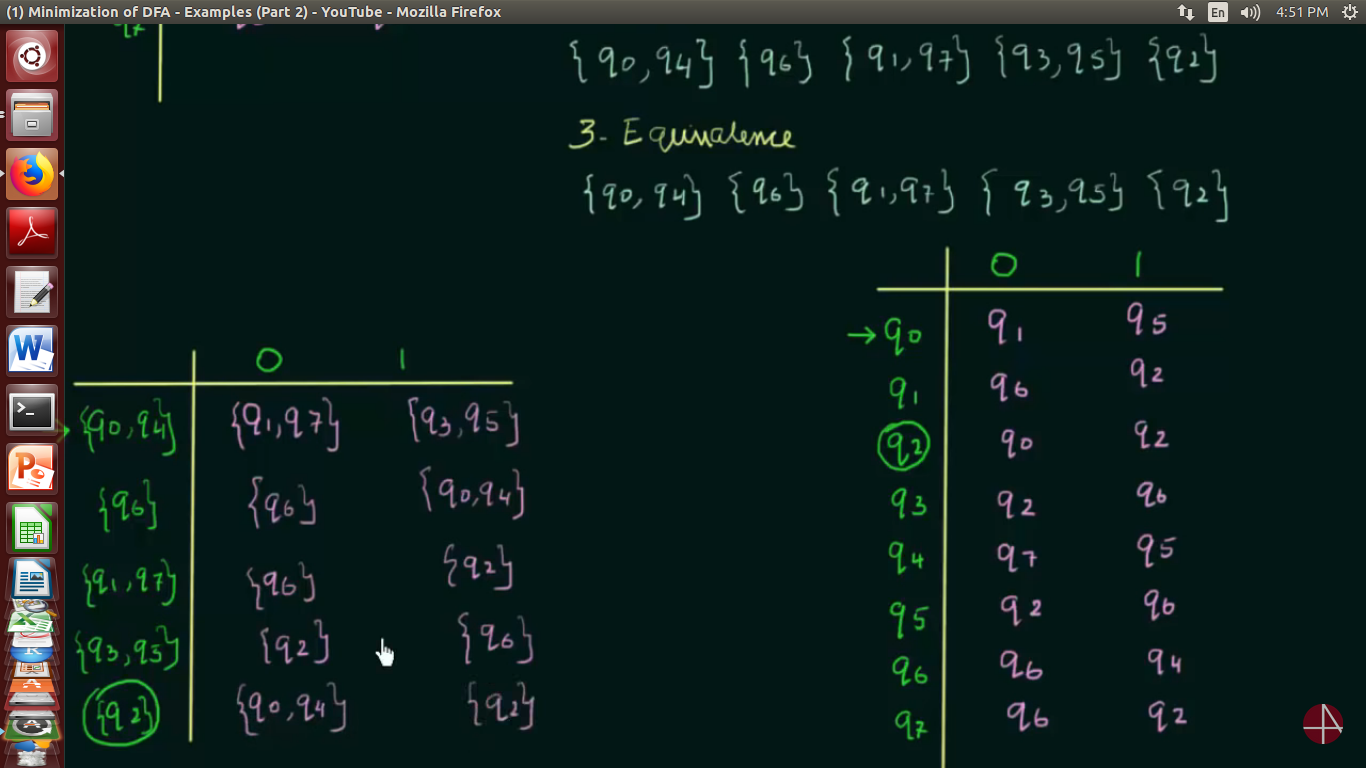 (1) Minimization of DFA - Examples (Part 2) - YouTube - Mozilla Firefox
En 4:51 PM
q7
{q0,q4} {q6} {q1,q7} {q3,q5} {q2}
3- Equivalence
{q0,q4} {q6} {q1,q7} {q3,q5} {q2}
0 1
→q0 q1 q5
q1 q6 q2
q2 q0 q2
q3 q2 q6
q4 q7 q5
q5 q2 q6
q6 q6 q4
q7 q6 q2
0 1
→{q0,q4} {q1,q7} {q3,q5}
{q6} {q6} {q0,q4}
{q1,q7} {q6} {q2}
{q3,q5} {q2} {q6}
{q2} {q0,q4} {q2}